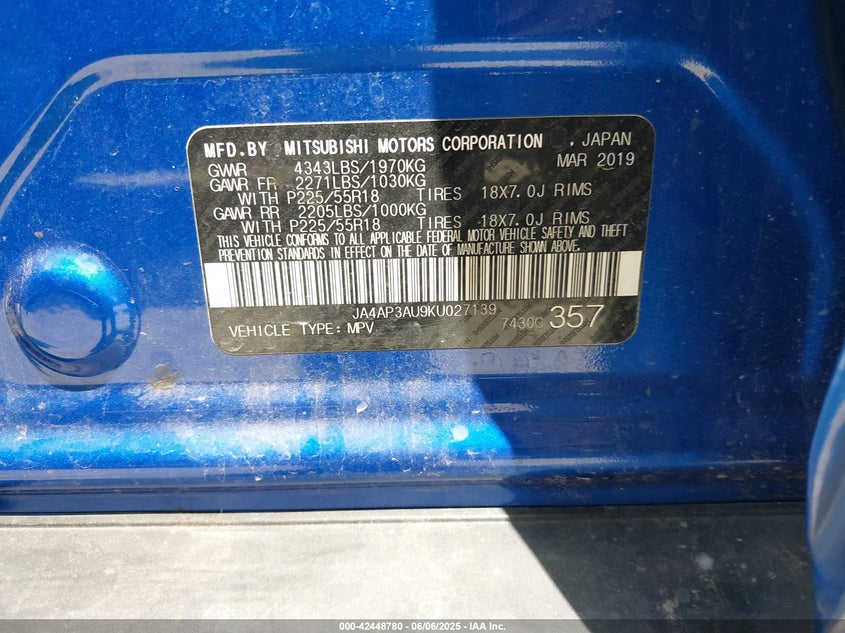 MFD.BY MITSUBISHI MOTORS CORPORATION , JAPAN
GVWR 4343LBS/1970KG MAR 2019
GAWR FR 2271LBS/1030KG
WITH P225/55R18 TIRES 18X7.0J RIMS
GAWR RR 2205LBS/1000KG
WITH P225/55R18 TIRES 18X7.0J RIMS
THIS VEHICLE CONFORMS TO ALL APPLICABLE FEDERAL MOTOR VEHICLE SAFETY AND THEFT
PREVENTION STANDARDS IN EFFECT ON THE DATE OF MANUFACTURE SHOWN ABOVE.
JA4AP3AU9KU027139
VEHICLE TYPE: MPV 7430C 357
000-42448780 - 06/06/2025 - IAA Inc.